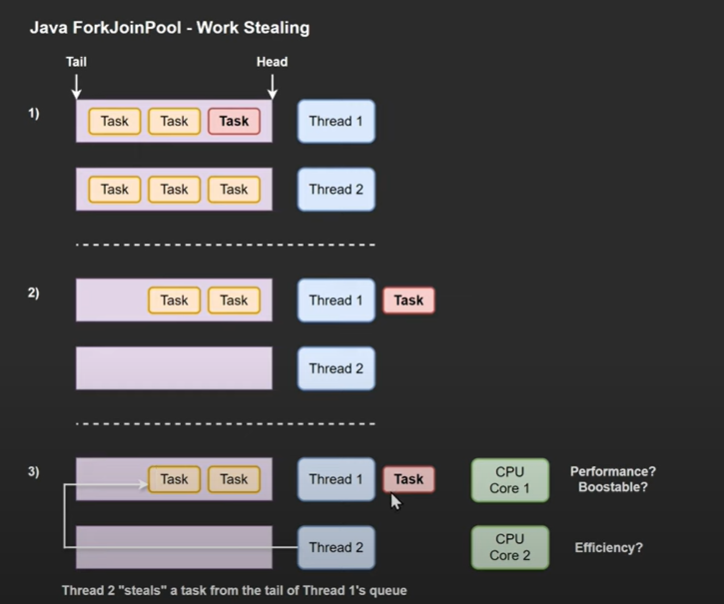 Java ForkJoinPool - Work Stealing
Tail Head
1) Task Task Task Thread 1
Task Task Task Thread 2
2) Task Task Thread 1 Task
Thread 2
3) Task Task Thread 1 Task CPU Core 1 Performance? Boostable?
Thread 2 CPU Core 2 Efficiency?
Thread 2 "steals" a task from the tail of Thread 1's queue